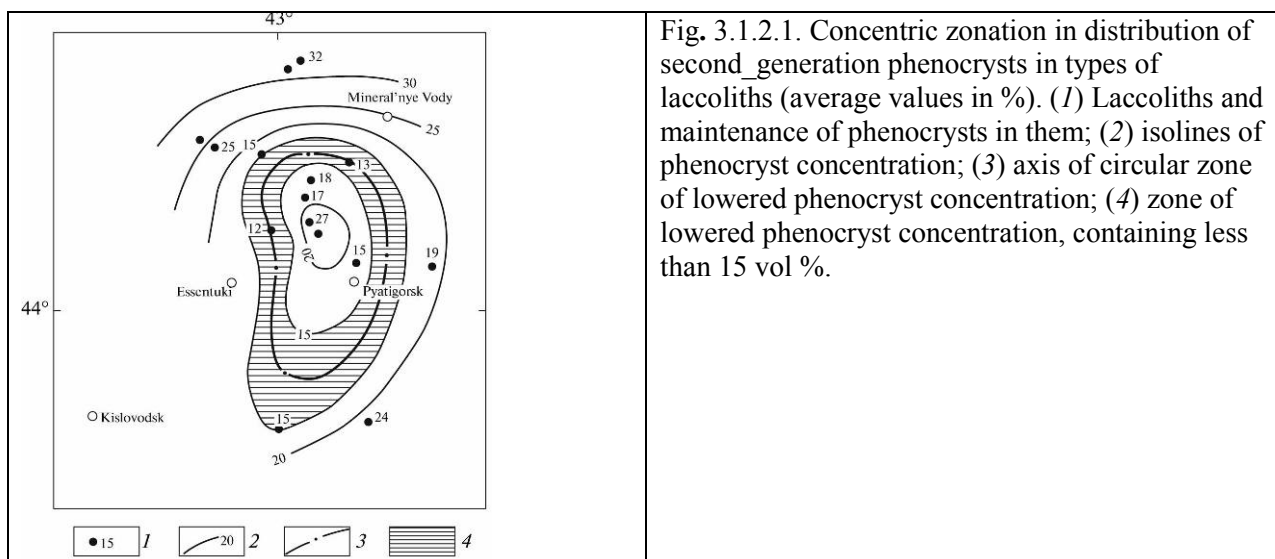 43°
32
30
Mineral'nye Vody
25
25
15
13
18
17
27
12
20
15
19
Essentuki
Pyatigorsk
44°
15
Kislovodsk
15
24
20
15 1 20 2 3 4
Fig. 3.1.2.1. Concentric zonation in distribution of
second_generation phenocrysts in types of
laccoliths (average values in %). (1) Laccoliths and
maintenance of phenocrysts in them; (2) isolines of
phenocryst concentration; (3) axis of circular zone
of lowered phenocryst concentration; (4) zone of
lowered phenocryst concentration, containing less
than 15 vol %.